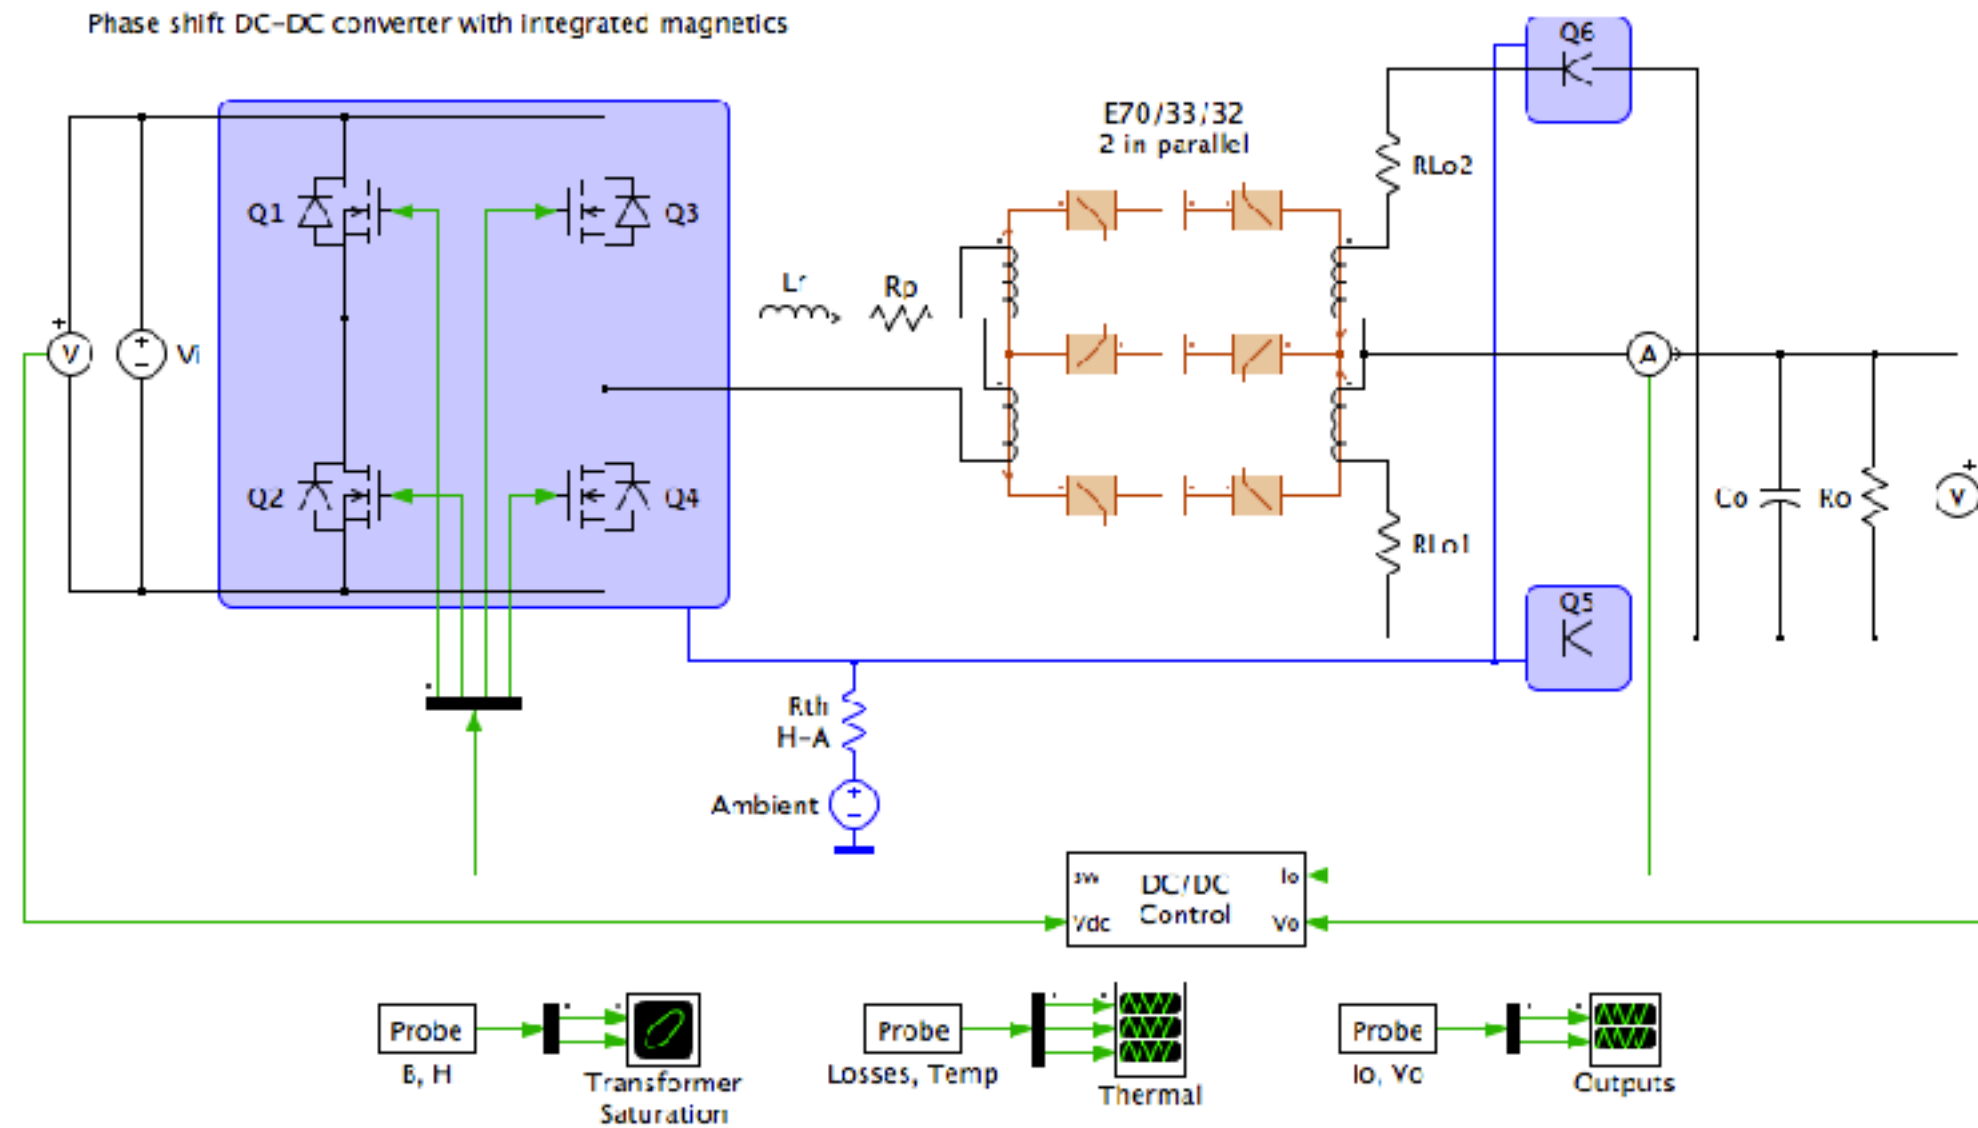 Phase shift DC-DC converter with integrated magnetics
Q6
E70/33/32
2 in parallel
RLo2
Q1
Q3
Lr
Rp
+
V
+
Vi
A
Q2
Q4
Co
Ro
+
V
RLo1
Q5
Rth
H-A
Ambient
+
sw
DC/DC
Control
Io
Vdc
Vo
Probe
B, H
Transformer
Saturation
Probe
Losses, Temp
Thermal
Probe
Io, Vo
Outputs